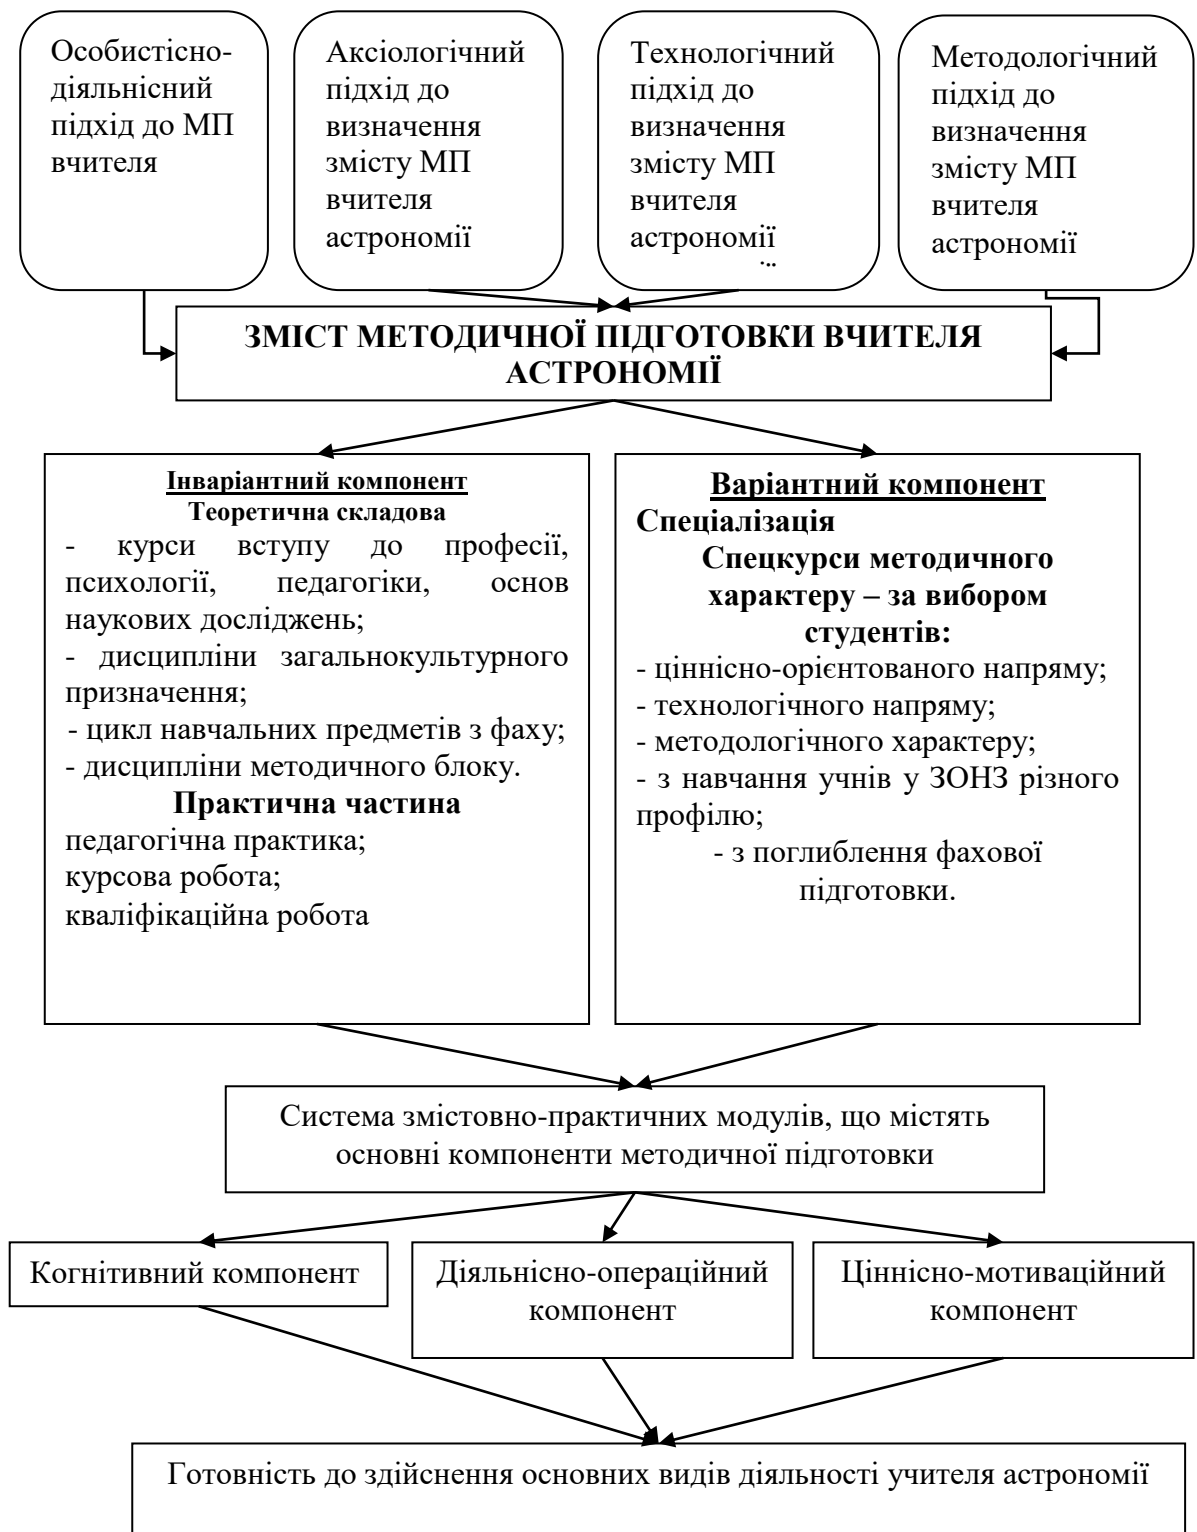 Особистісно-
діяльнісний
підхід до МП
вчителя
Аксіологічний
підхід до
визначення
змісту МП
вчителя
астрономії
Технологічний
підхід до
визначення
змісту МП
вчителя
астрономії
Методологічний
підхід до
визначення
змісту МП
вчителя
астрономії
ЗМІСТ МЕТОДИЧНОЇ ПІДГОТОВКИ ВЧИТЕЛЯ
АСТРОНОМІЇ
Інваріантний компонент
Теоретична складова
- курси вступу до професії,
психології, педагогіки, основ
наукових досліджень;
- дисципліни загальнокультурного
призначення;
- цикл навчальних предметів з фаху;
- дисципліни методичного блоку.
Практична частина
педагогічна практика;
курсова робота;
кваліфікаційна робота
Варіантний компонент
Спеціалізація
Спецкурси методичного
характеру – за вибором
студентів:
- ціннісно-орієнтованого напряму;
- технологічного напряму;
- методологічного характеру;
- з навчання учнів у ЗОНЗ різного
профілю;
- з поглиблення фахової
підготовки.
Система змістовно-практичних модулів, що містять
основні компоненти методичної підготовки
Когнітивний компонент
Діяльнісно-операційний
компонент
Ціннісно-мотиваційний
компонент
Готовність до здійснення основних видів діяльності учителя астрономії